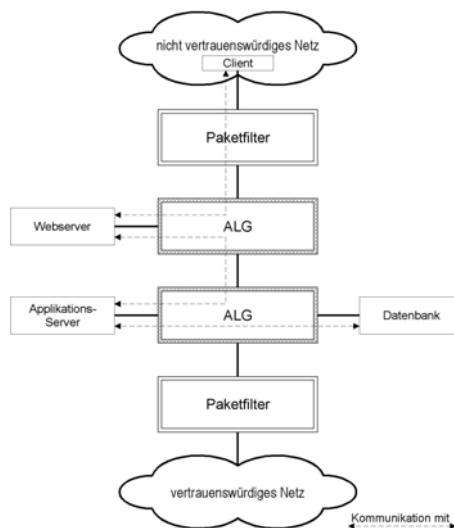 nicht vertrauenswürdiges Netz
Client
Paketfilter
ALG
Webserver
ALG
Applikations-
Server
Datenbank
Paketfilter
vertrauenswürdiges Netz
Kommunikation mit